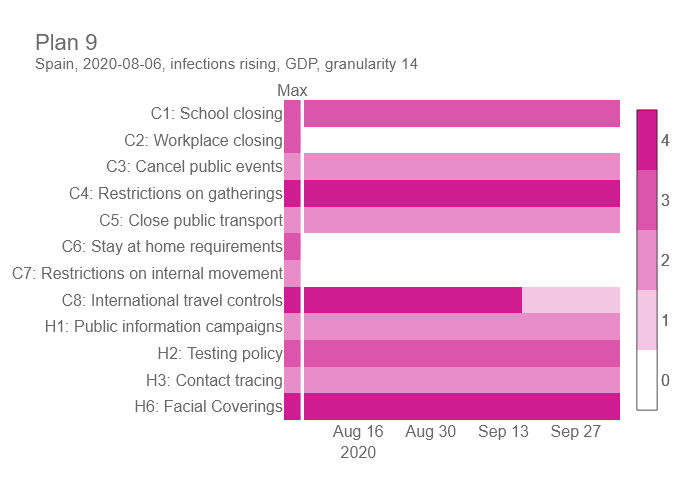 Plan 9
Spain, 2020-08-06, infections rising, GDP, granularity 14
Max
C1: School closing
C2: Workplace closing
C3: Cancel public events
C4: Restrictions on gatherings
C5: Close public transport
C6: Stay at home requirements
C7: Restrictions on internal movement
C8: International travel controls
H1: Public information campaigns
H2: Testing policy
H3: Contact tracing
H6: Facial Coverings
Aug 16 Aug 30 Sep 13 Sep 27
2020
4
3
2
1
0